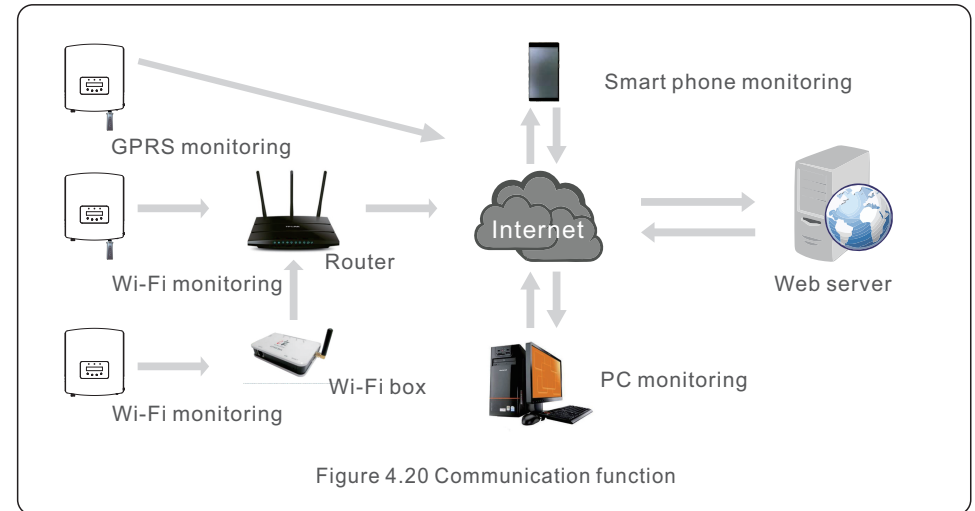 Smart phone monitoring
GPRS monitoring
Internet
Router
Wi-Fi monitoring
Web server
Wi-Fi box
PC monitoring
Wi-Fi monitoring
Figure 4.20 Communication function